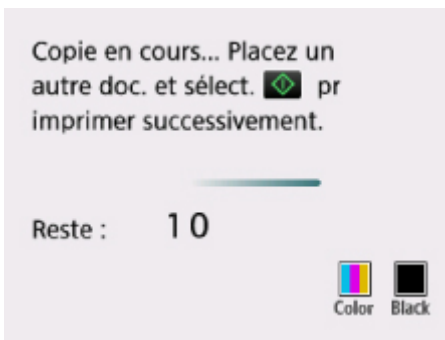 Copie en cours... Placez un
autre doc. et sélect. pr
imprimer successivement.
Reste : 10
Color Black